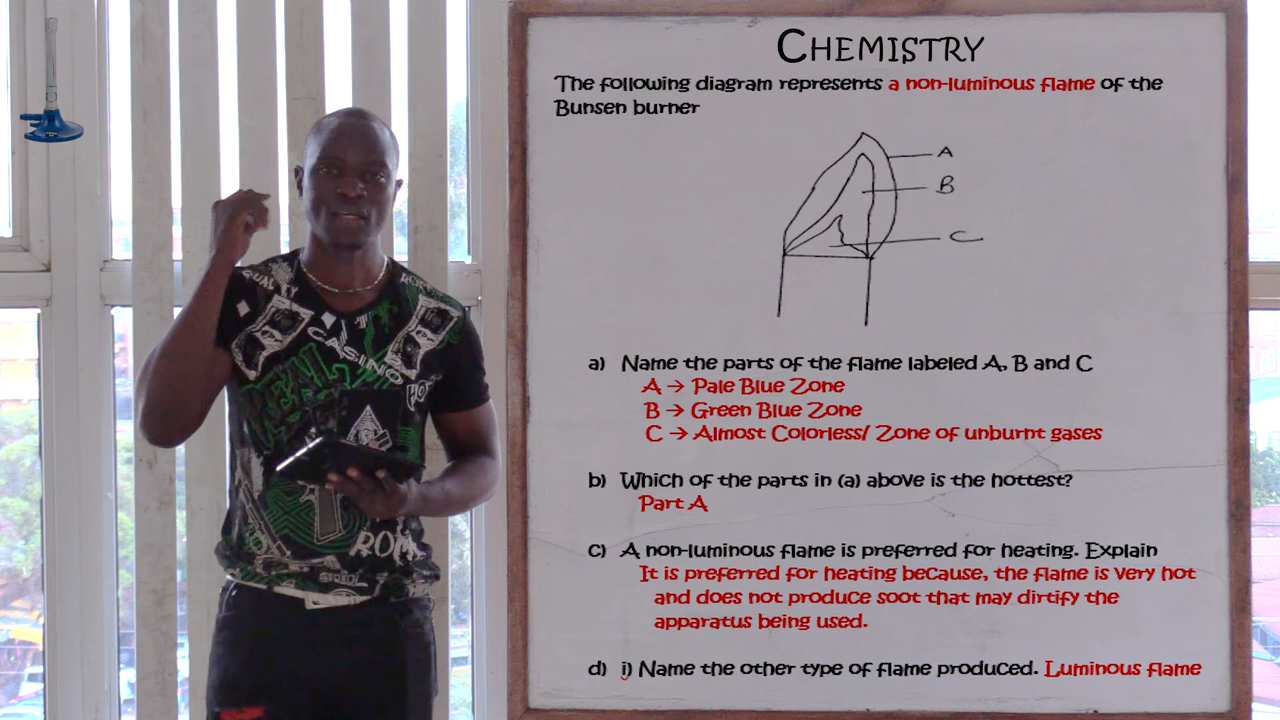 CHEMISTRY
The following diagram represents a non-luminous flame of the
Bunsen burner
A
B
C
a) Name the parts of the flame labeled A, B and C
A → Pale Blue Zone
B → Green Blue Zone
C → Almost Colorless/ Zone of unburnt gases
b) Which of the parts in (a) above is the hottest?
Part A
c) A non-luminous flame is preferred for heating. Explain
It is preferred for heating because, the flame is very hot
and does not produce soot that may dirtify the
apparatus being used.
d) i) Name the other type of flame produced. Luminous flame
QUALITY
CASINO
REAL
ROM